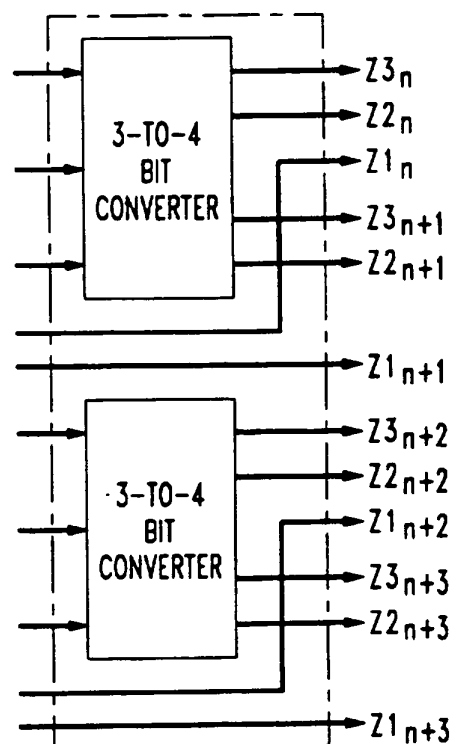 3-TO-4
BIT
CONVERTER
Z3n
Z2n
Z1n
Z3n+1
Z2n+1
Z1n+1
3-TO-4
BIT
CONVERTER
Z3n+2
Z2n+2
Z1n+2
Z3n+3
Z2n+3
Z1n+3